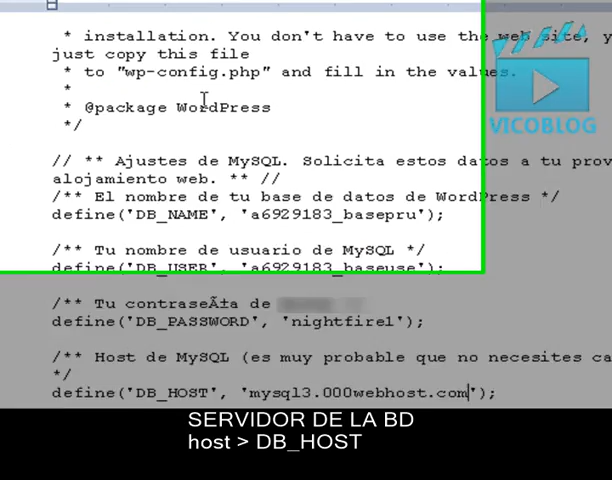 * installation. You don't have to use the web site, y
just copy this file
* to "wp-config.php" and fill in the values.
*
* @package WordPress
*/
VICOBLOG
// ** Ajustes de MySQL. Solicita estos datos a tu prov
alojamiento web. ** //
/** El nombre de tu base de datos de WordPress */
define('DB_NAME', 'a6929183_basepru');
/** Tu nombre de usuario de MySQL */
define('DB_USER', 'a6929183_baseuse');
/** Tu contraseÃ±a de
define('DB_PASSWORD', 'nightfire1');
/** Host de MySQL (es muy probable que no necesites ca
*/
define('DB_HOST', 'mysql3.000webhost.com');
SERVIDOR DE LA BD
host > DB_HOST